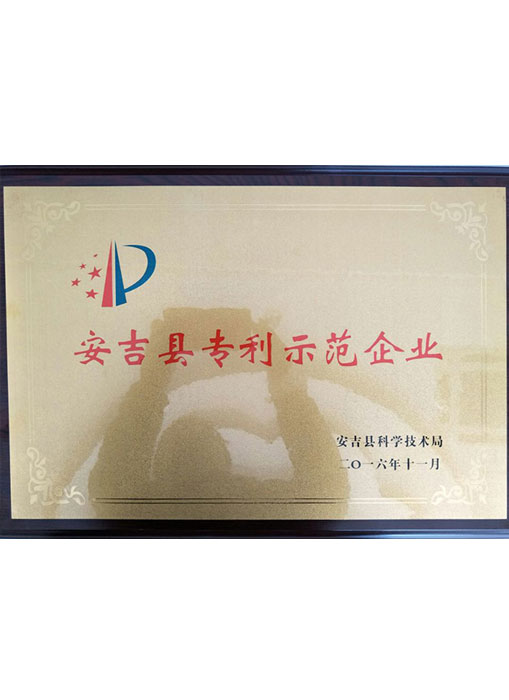 安吉县专利示范企业
安吉县科学技术局
二〇一六年十一月